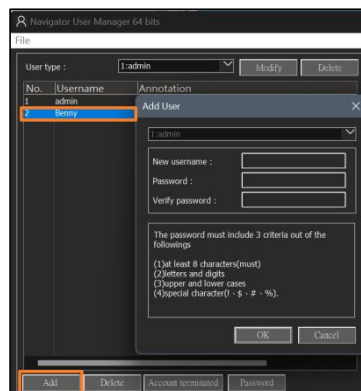 Navigator User Manager 64 bits
File
User type : 1:admin Modify Delete
No. Username Annotation
1 admin
2 Benny
Add User
1:admin
New username :
Password :
Verify password :
The password must include 3 criteria out of the
followings
(1)at least 8 characters(must)
(2)letters and digits
(3)upper and lower cases
(4)special character(! 、 $ 、 # 、 %).
OK Cancel
Add Delete Account terminated Password